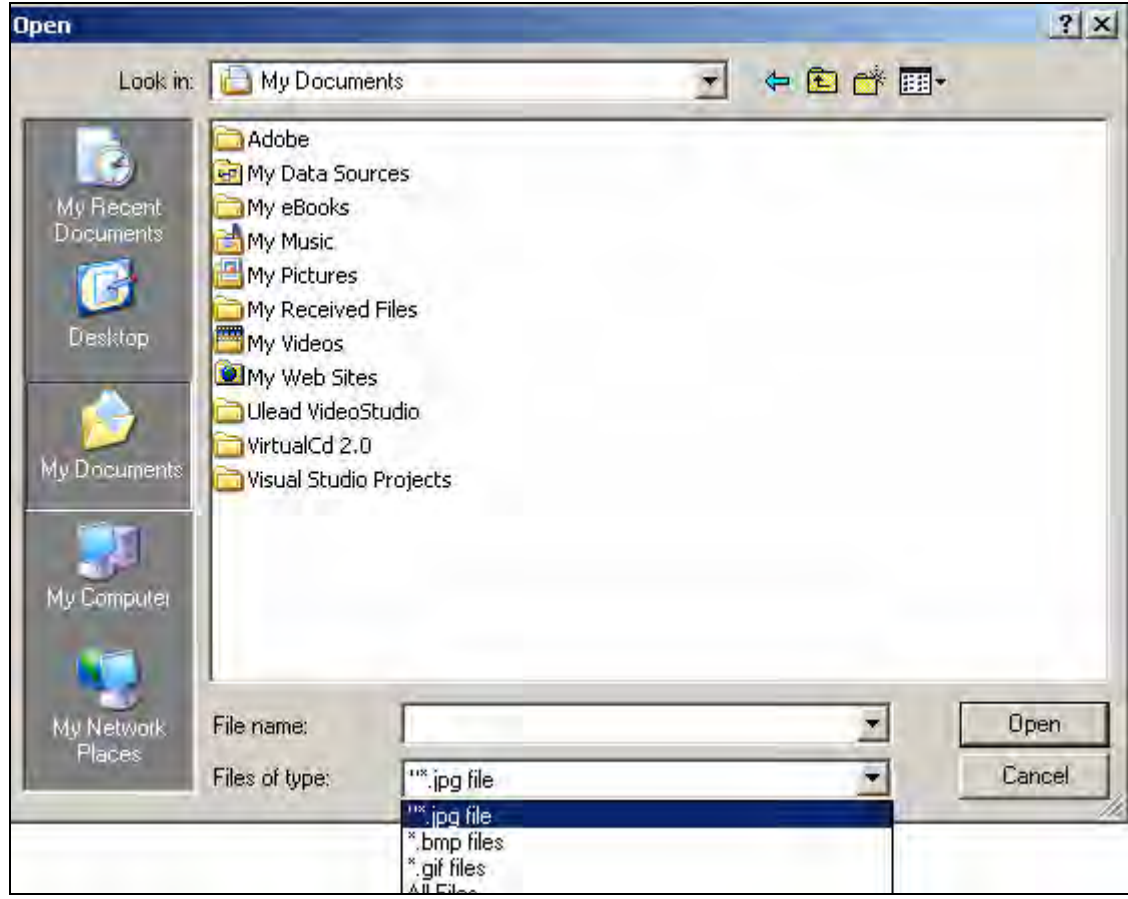 Open
Look in:
My Documents
My Recent
Documents
Desktop
My Documents
My Computer
My Network
Places
Adobe
My Data Sources
My eBooks
My Music
My Pictures
My Received Files
My Videos
My Web Sites
Ulead VideoStudio
VirtualCd 2.0
Visual Studio Projects
File name:
Open
Files of type:
"*.jpg file
Cancel
"*.jpg file
*.bmp files
*.gif files
All Files